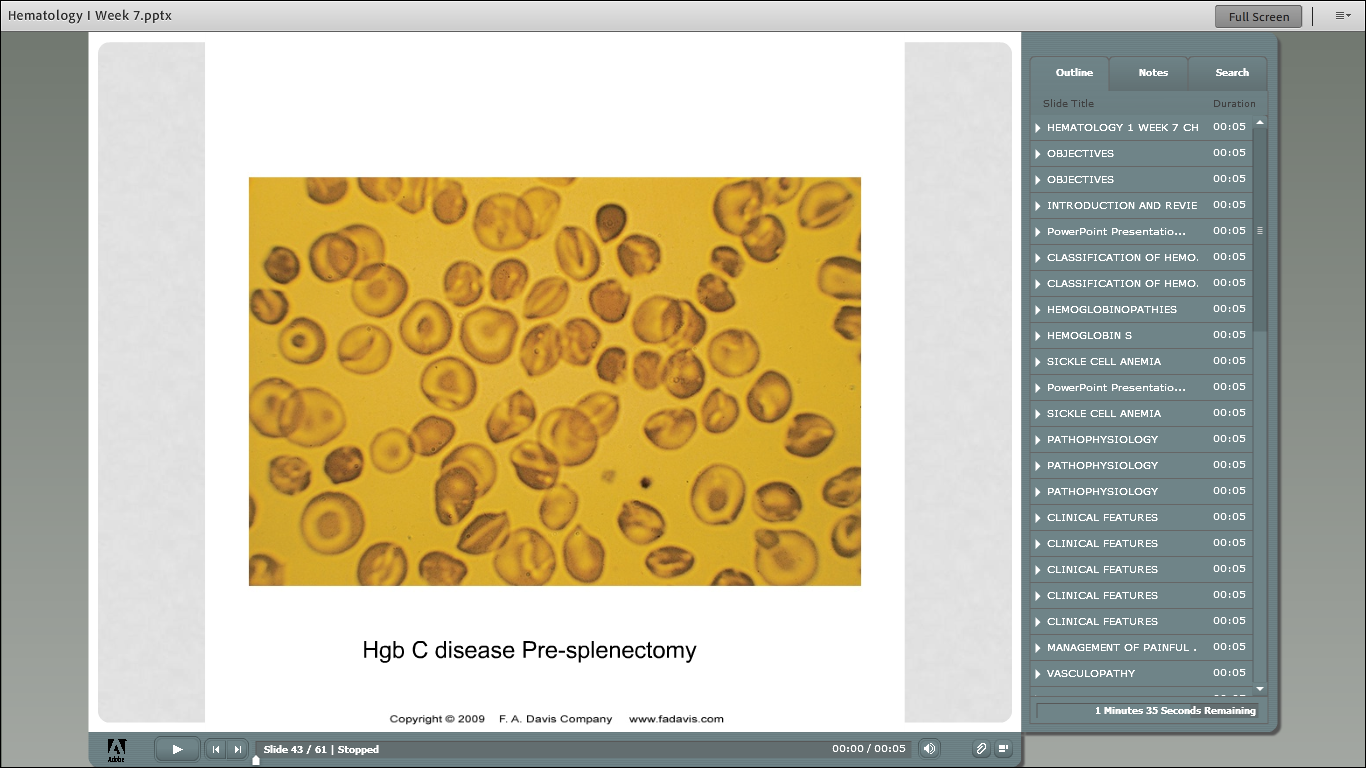 Hematology I Week 7.pptx
Full Screen
Hgb C disease Pre-splenectomy
Copyright © 2009 F. A. Davis Company www.fadavis.com
Outline Notes Search
Slide Title Duration
HEMATOLOGY 1 WEEK 7 CH 00:05
OBJECTIVES 00:05
OBJECTIVES 00:05
INTRODUCTION AND REVIE 00:05
PowerPoint Presentatio... 00:05
CLASSIFICATION OF HEMO. 00:05
CLASSIFICATION OF HEMO. 00:05
HEMOGLOBINOPATHIES 00:05
HEMOGLOBIN S 00:05
SICKLE CELL ANEMIA 00:05
PowerPoint Presentatio... 00:05
SICKLE CELL ANEMIA 00:05
PATHOPHYSIOLOGY 00:05
PATHOPHYSIOLOGY 00:05
PATHOPHYSIOLOGY 00:05
CLINICAL FEATURES 00:05
CLINICAL FEATURES 00:05
CLINICAL FEATURES 00:05
CLINICAL FEATURES 00:05
CLINICAL FEATURES 00:05
MANAGEMENT OF PAINFUL . 00:05
VASCULOPATHY 00:05
1 Minutes 35 Seconds Remaining
Adobe
Slide 43 / 61 | Stopped 00:00 / 00:05